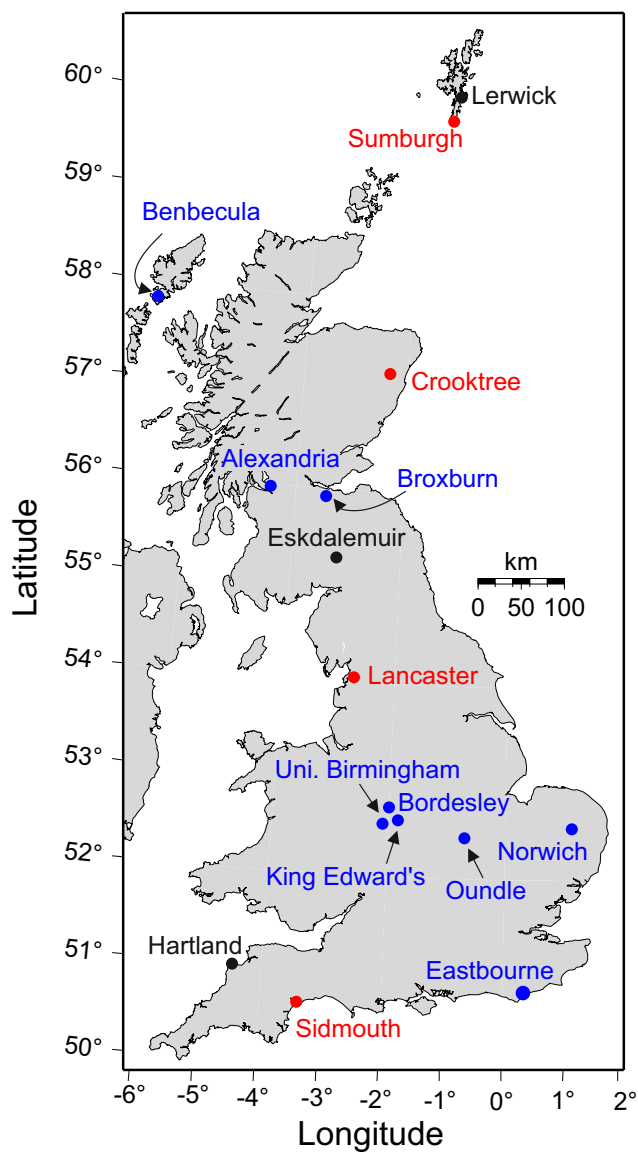 60°
Lerwick
Sumburgh
59°
Benbecula
58°
57°
Crooktree
56°
Alexandria
Broxburn
Eskdalemuir
55°
km
0 50 100
Latitude
54°
Lancaster
53°
Uni. Birmingham
Bordesley
52°
King Edward's
Oundle
Norwich
51°
Hartland
Eastbourne
Sidmouth
50°
-6° -5° -4° -3° -2° -1° 0° 1° 2°
Longitude